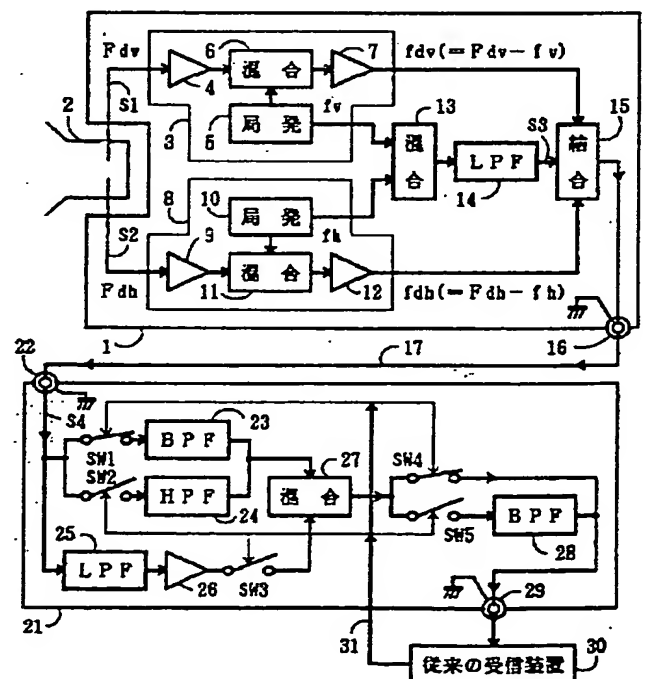 Fdv
6
7
fdv(=Fdv−fv)
混合
4
fv
13
2
S1
3
局発
5
混合
LPF
14
S3
15
結合
8
10
局発
S2
9
fh
Fdh
混合
11
12
fdh(=Fdh−fh)
1
16
22
17
S4
23
BPF
SW1
SW2
HPF
24
27
混合
SW4
SW5
BPF
28
25
LPF
26
SW3
29
21
31
従来の受信装置
30